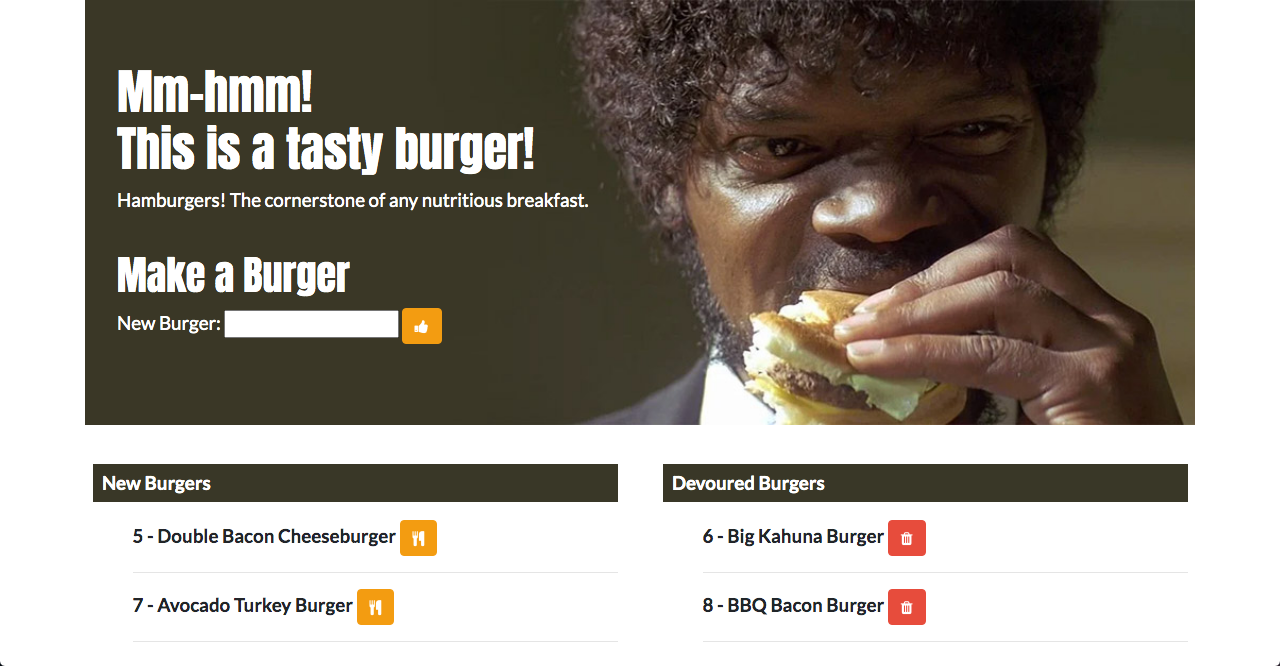 Mm-hmm!
This is a tasty burger!
Hamburgers! The cornerstone of any nutritious breakfast.
Make a Burger
New Burger:
New Burgers
5 - Double Bacon Cheeseburger
7 - Avocado Turkey Burger
Devoured Burgers
6 - Big Kahuna Burger
8 - BBQ Bacon Burger